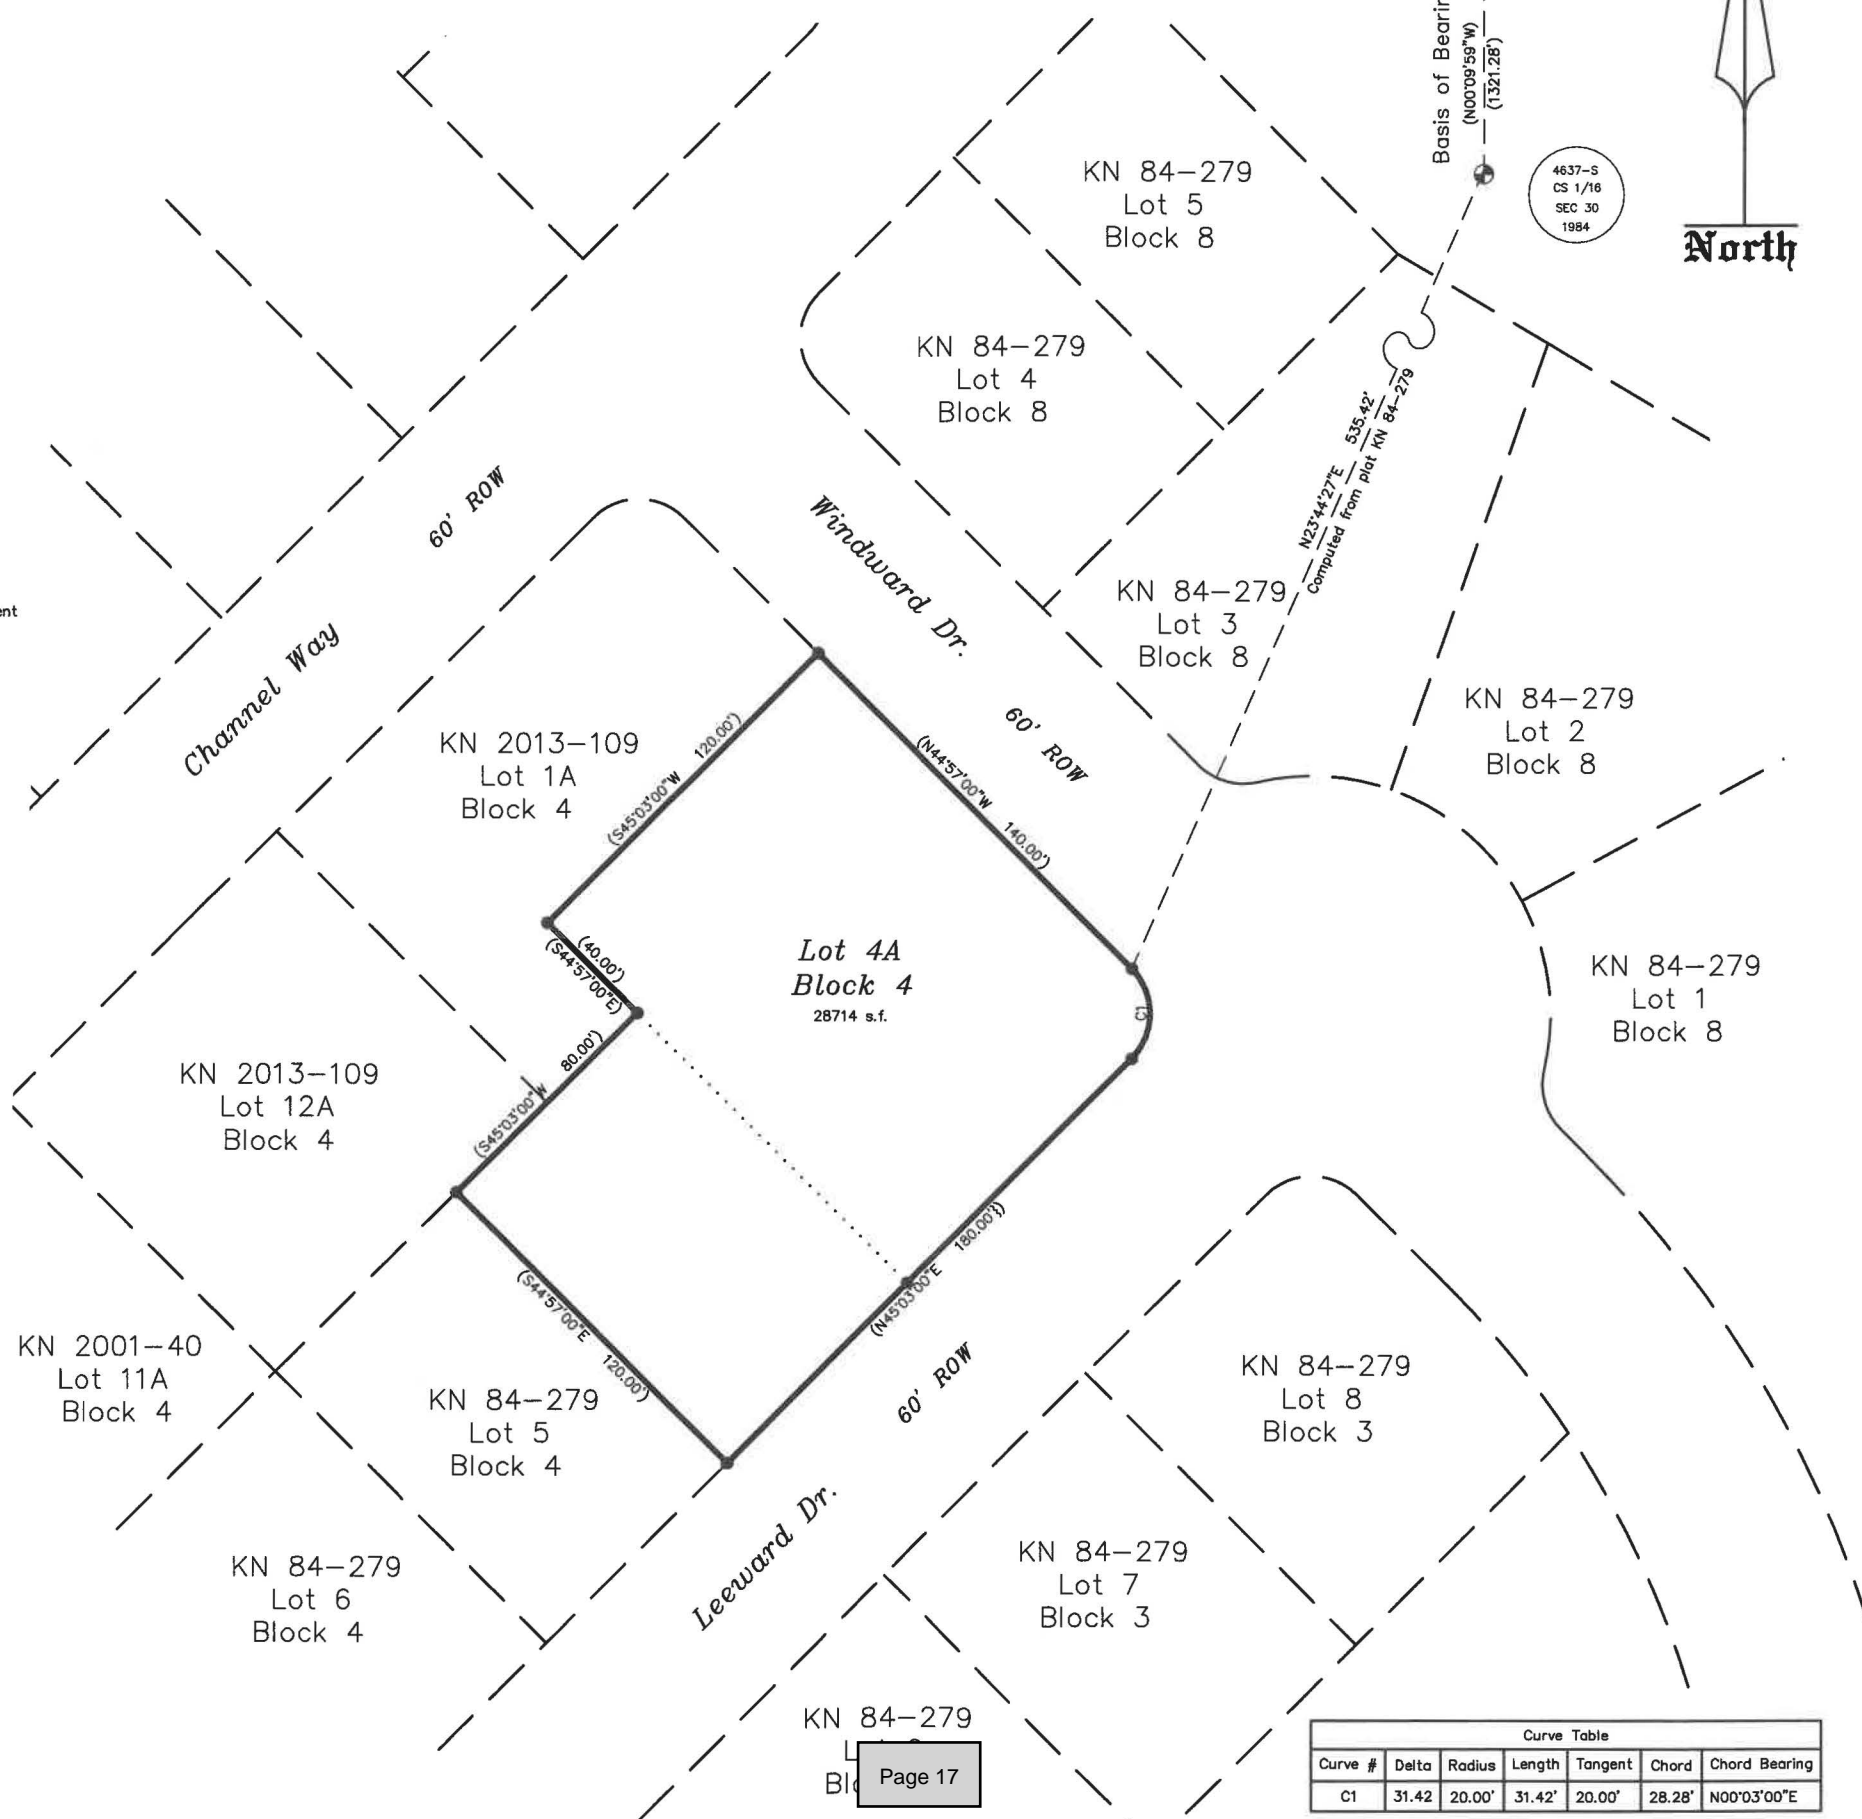 Basis of Bearin
(N00°09'59"W)
(1321.28')
4637-S
CS 1/16
SEC 30
1984
North
KN 84-279
Lot 5
Block 8
KN 84-279
Lot 4
Block 8
N23°44'27"E 535.42'
Computed from plat KN 84-279
60' ROW
Windward Dr.
60' ROW
KN 84-279
Lot 3
Block 8
ent
Channel Way
KN 84-279
Lot 2
Block 8
KN 2013-109
Lot 1A
Block 4
(S45°03'00"W 120.00')
(N44°57'00"W 140.00')
(40.00')
(S44°57'00"E)
Lot 4A
Block 4
28714 s.f.
C1
KN 84-279
Lot 1
Block 8
KN 2013-109
Lot 12A
Block 4
(S45°03'00"W 80.00')
(N45°03'00"E 180.00'})
(S44°57'00"E 120.00')
KN 2001-40
Lot 11A
Block 4
KN 84-279
Lot 5
Block 4
60' ROW
KN 84-279
Lot 8
Block 3
Leeward Dr.
KN 84-279
Lot 6
Block 4
KN 84-279
Lot 7
Block 3
KN 84-279
Page 17
Curve Table
Curve # Delta Radius Length Tangent Chord Chord Bearing
C1 31.42 20.00' 31.42' 20.00' 28.28' N00°03'00"E